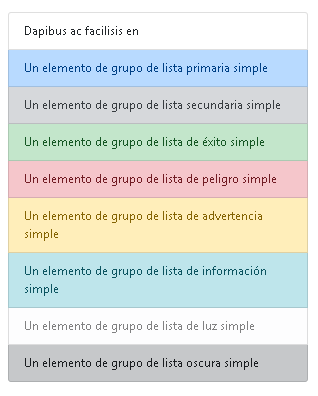 Dapibus ac facilisis en
Un elemento de grupo de lista primaria simple
Un elemento de grupo de lista secundaria simple
Un elemento de grupo de lista de éxito simple
Un elemento de grupo de lista de peligro simple
Un elemento de grupo de lista de advertencia
simple
Un elemento de grupo de lista de información
simple
Un elemento de grupo de lista de luz simple
Un elemento de grupo de lista oscura simple